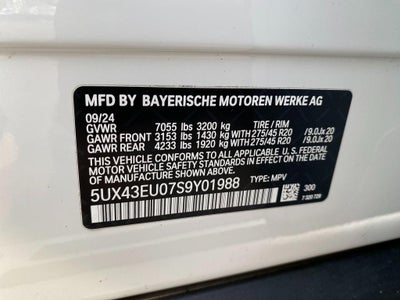 MFD BY BAYERISCHE MOTOREN WERKE AG
09/24
GVWR 7055 lbs 3200 kg TIRE / RIM
GAWR FRONT 3153 lbs 1430 kg 275/45 R20 / 9.0Jx20
GAWR REAR 4233 lbs 1920 kg 275/45 R20 / 9.0Jx20
THIS VEHICLE CONFORMS TO ALL APPLICABLE U.S. FEDERAL
MOTOR VEHICLE SAFETY STANDARDS IN EFFECT ON THE
DATE OF MANUFACTURE SHOWN ABOVE.
5UX43EU07S9Y01988 TYPE: MPV
300